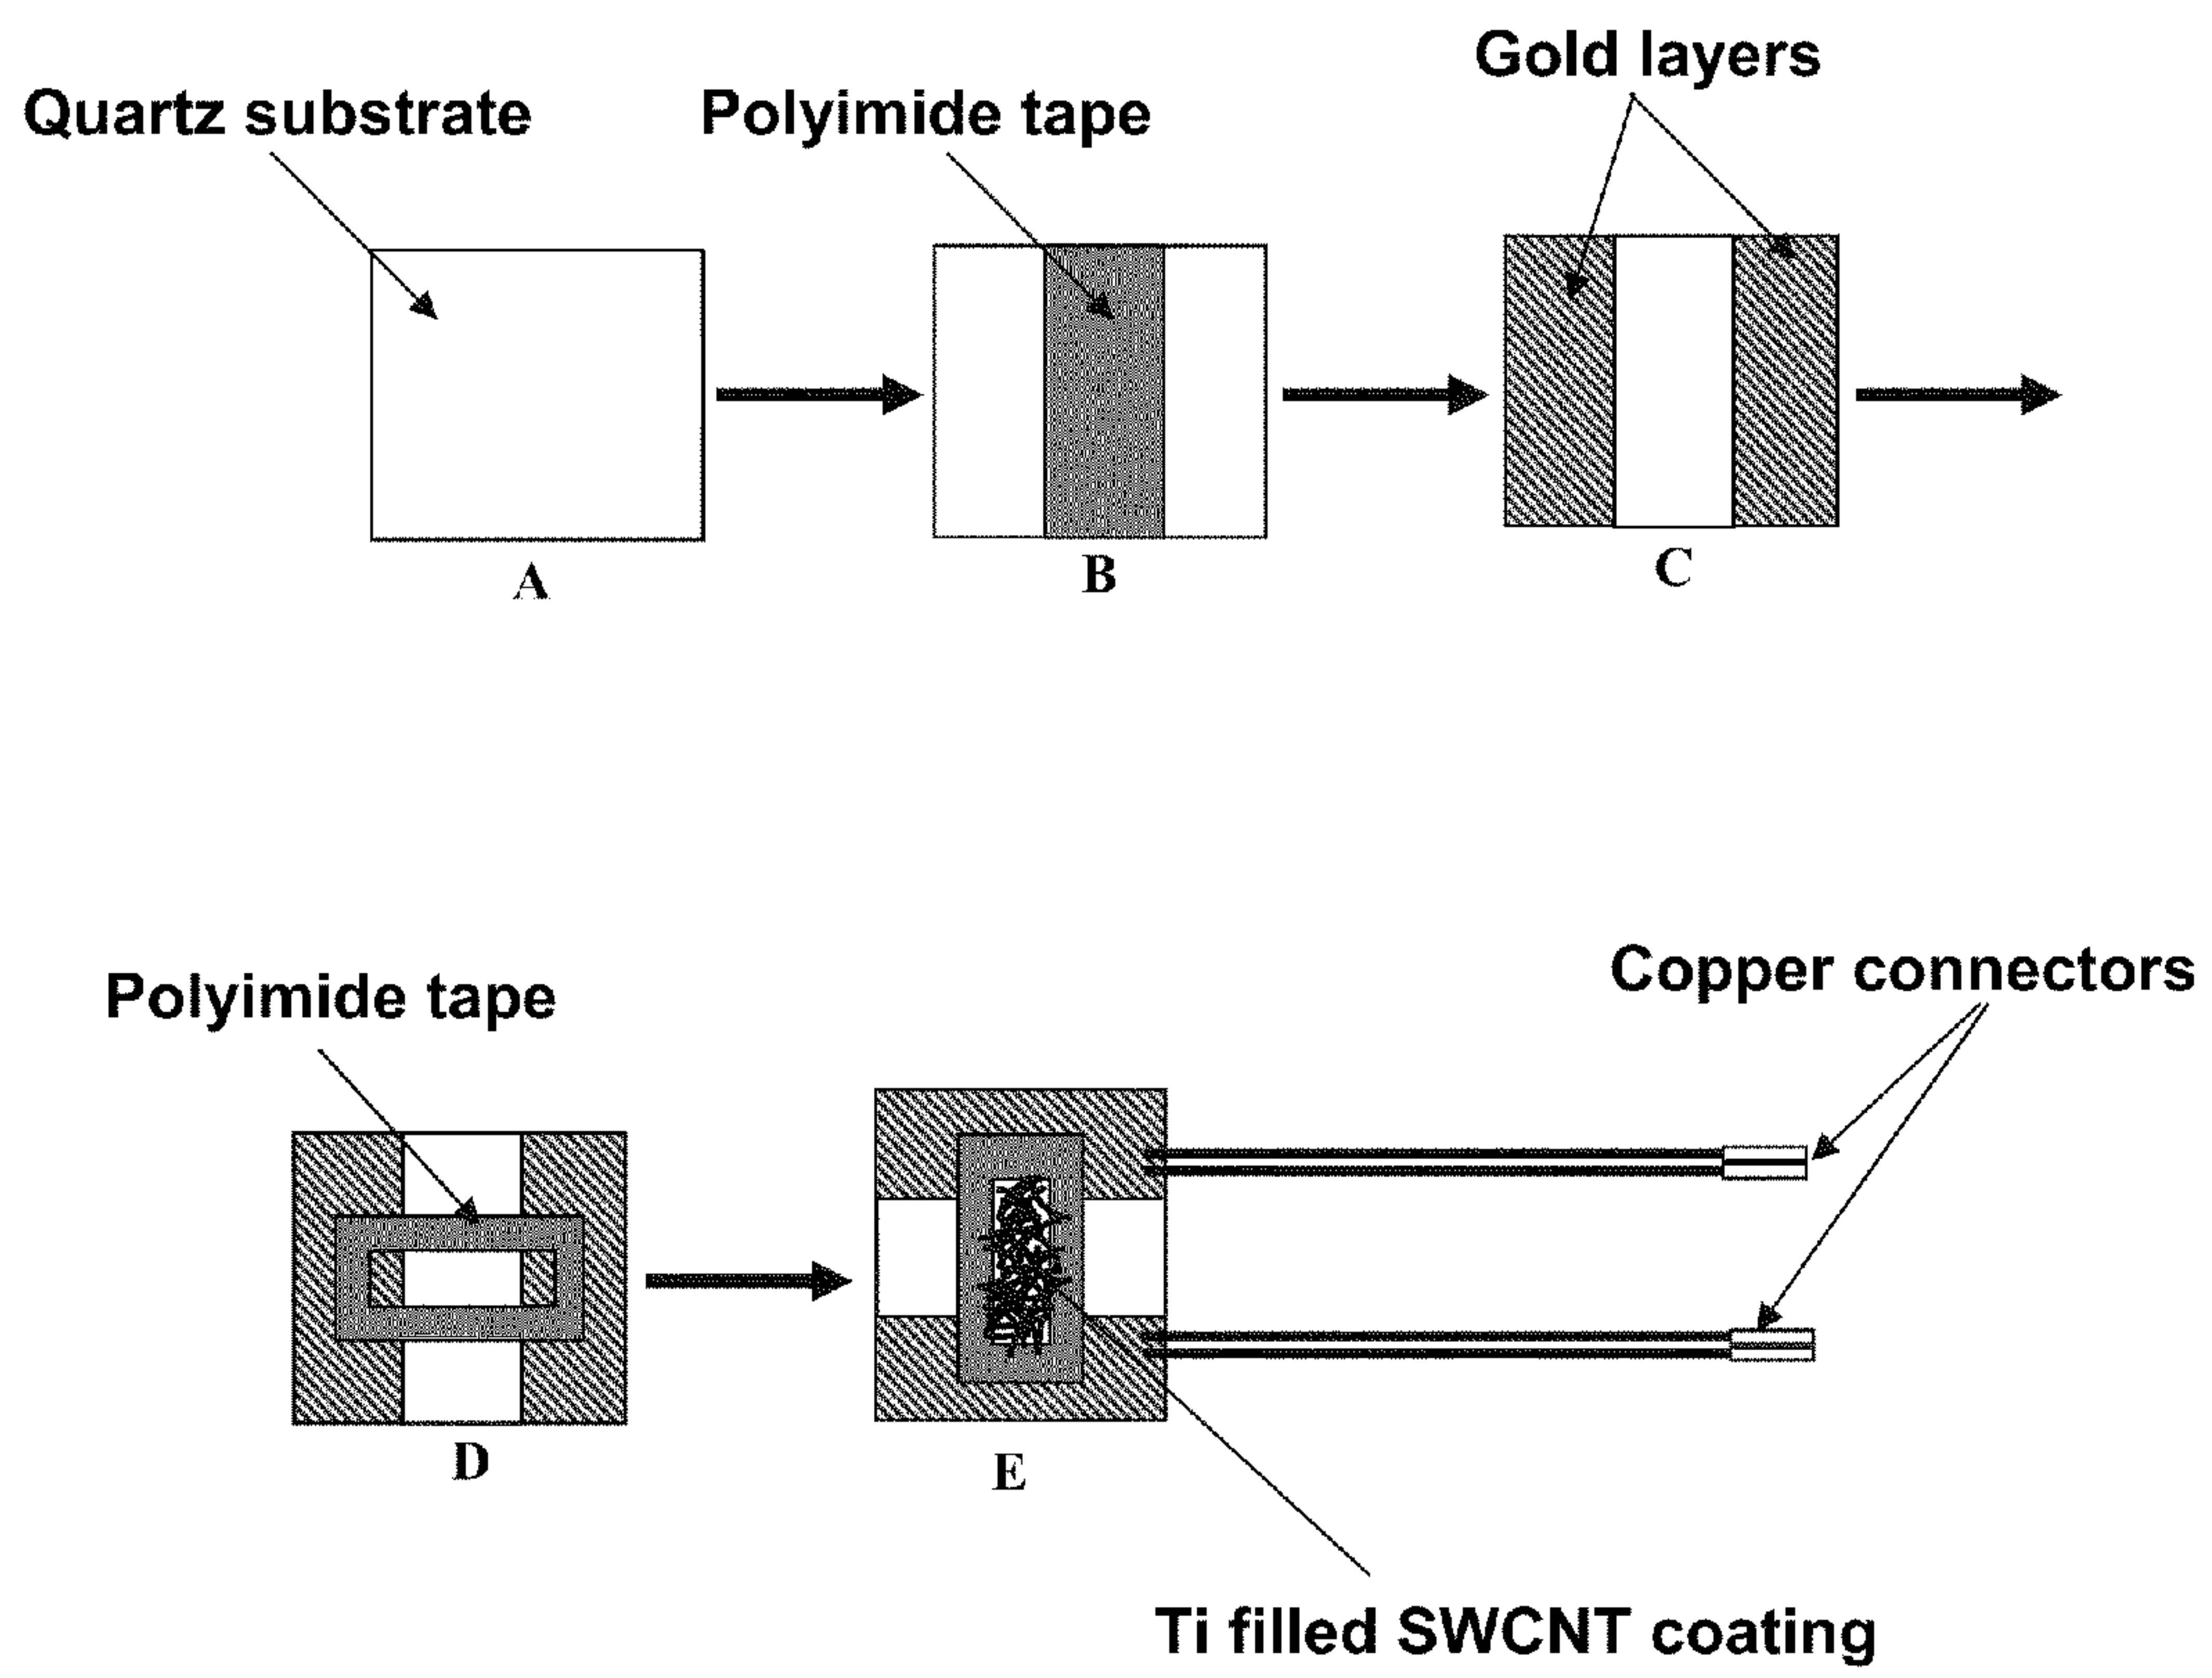 Gold layers
Quartz substrate
Polyimide tape
A
B
C
Polyimide tape
Copper connectors
D
E
Ti filled SWCNT coating